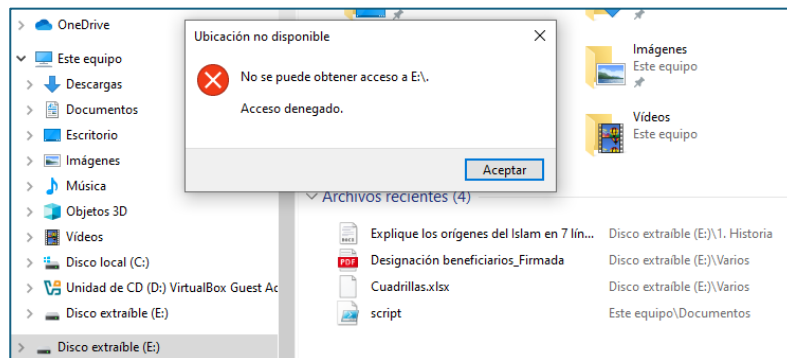 OneDrive
Este equipo
Descargas
Documentos
Escritorio
Imágenes
Música
Objetos 3D
Vídeos
Disco local (C:)
Unidad de CD (D:) VirtualBox Guest Ac
Disco extraíble (E:)
Disco extraíble (E:)
Ubicación no disponible
No se puede obtener acceso a E:\.
Acceso denegado.
Aceptar
Imágenes
Este equipo
Vídeos
Este equipo
Archivos recientes (4)
Explique los orígenes del Islam en 7 lín... Disco extraíble (E:)\1. Historia
PDF Designación beneficiarios_Firmada Disco extraíble (E:)\Varios
Cuadrillas.xlsx Disco extraíble (E:)\Varios
script Este equipo\Documentos